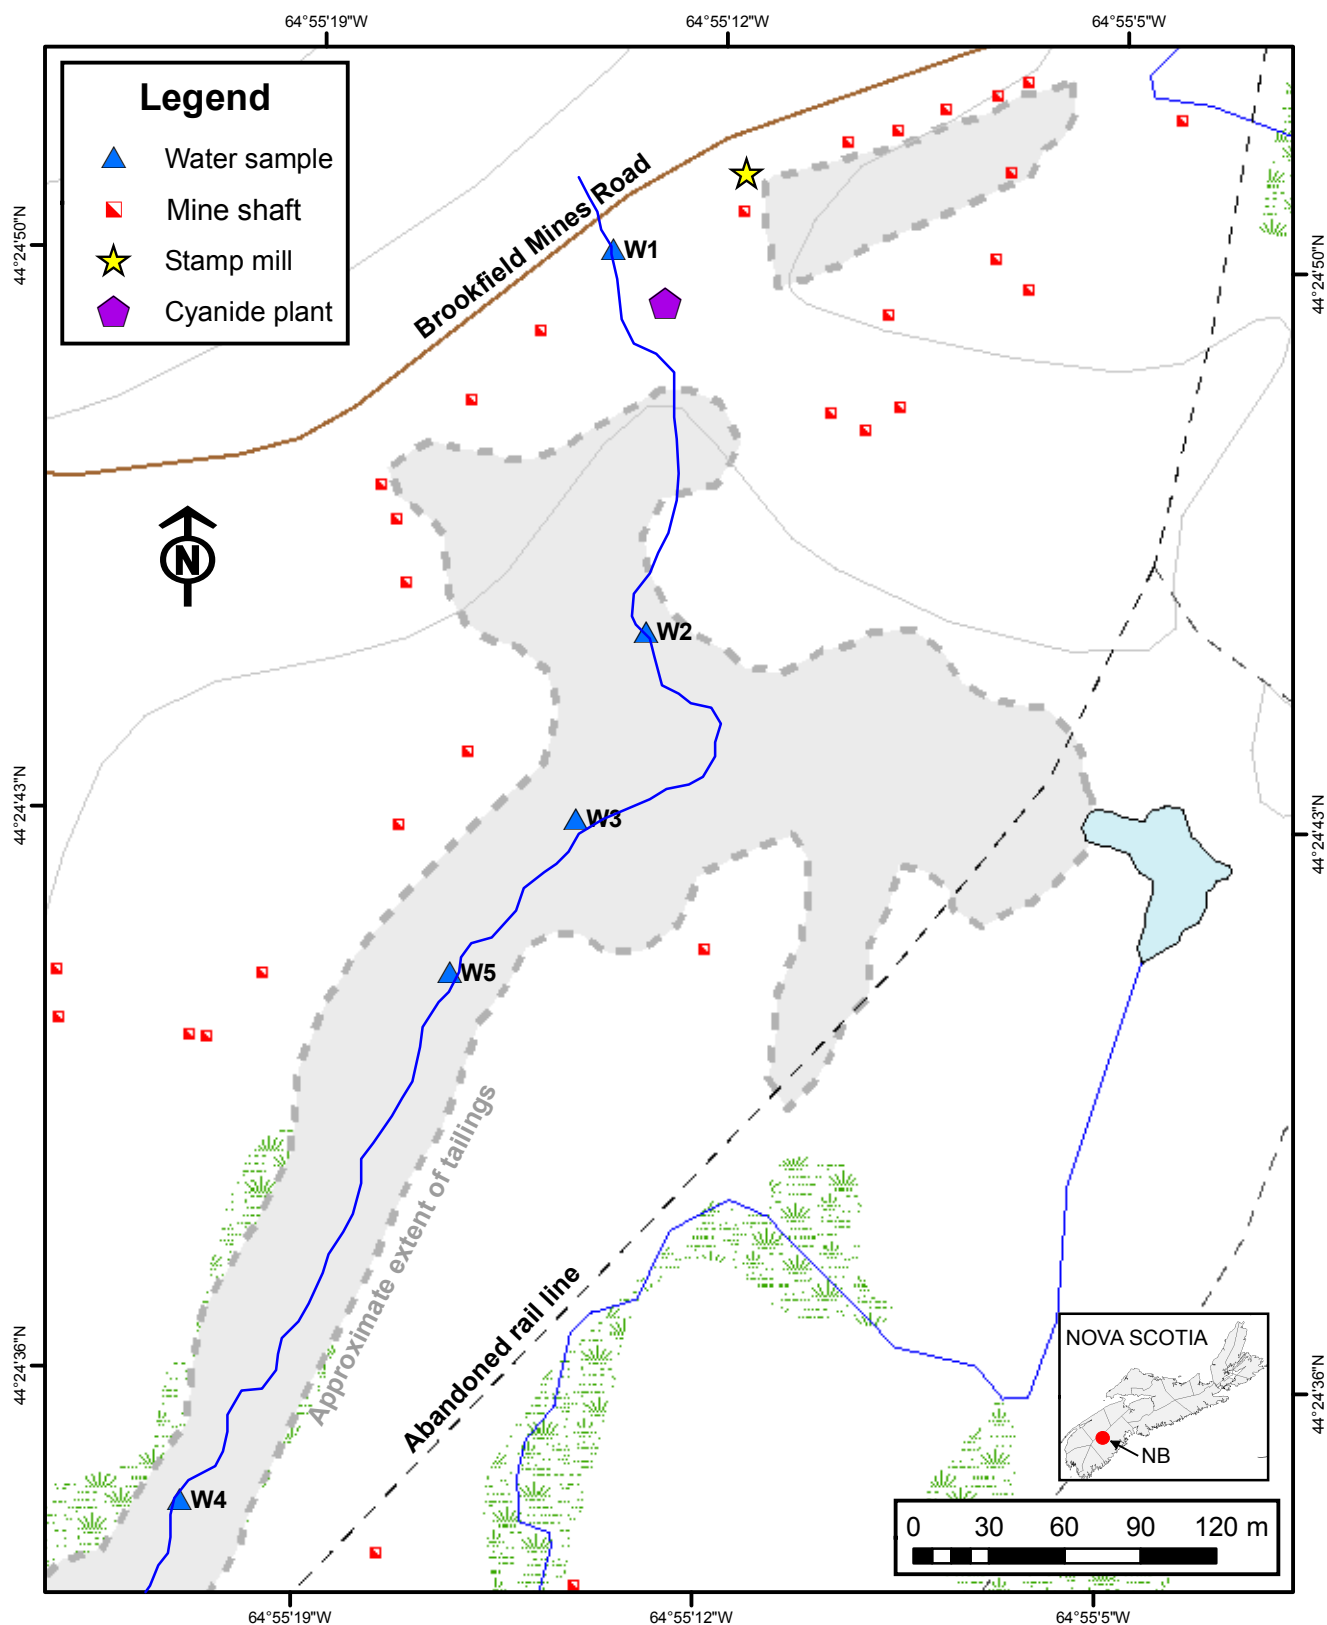 64°55'19"W
64°55'12"W
64°55'5"W
Legend
Water sample
Mine shaft
Stamp mill
Cyanide plant
Brookfield Mines Road
44°24'50"N
44°24'50"N
W1
N
W2
44°24'43"N
44°24'43"N
W3
W5
Approximate extent of tailings
Abandoned rail line
44°24'36"N
44°24'36"N
NOVA SCOTIA
NB
W4
0 30 60 90 120 m
64°55'19"W
64°55'12"W
64°55'5"W